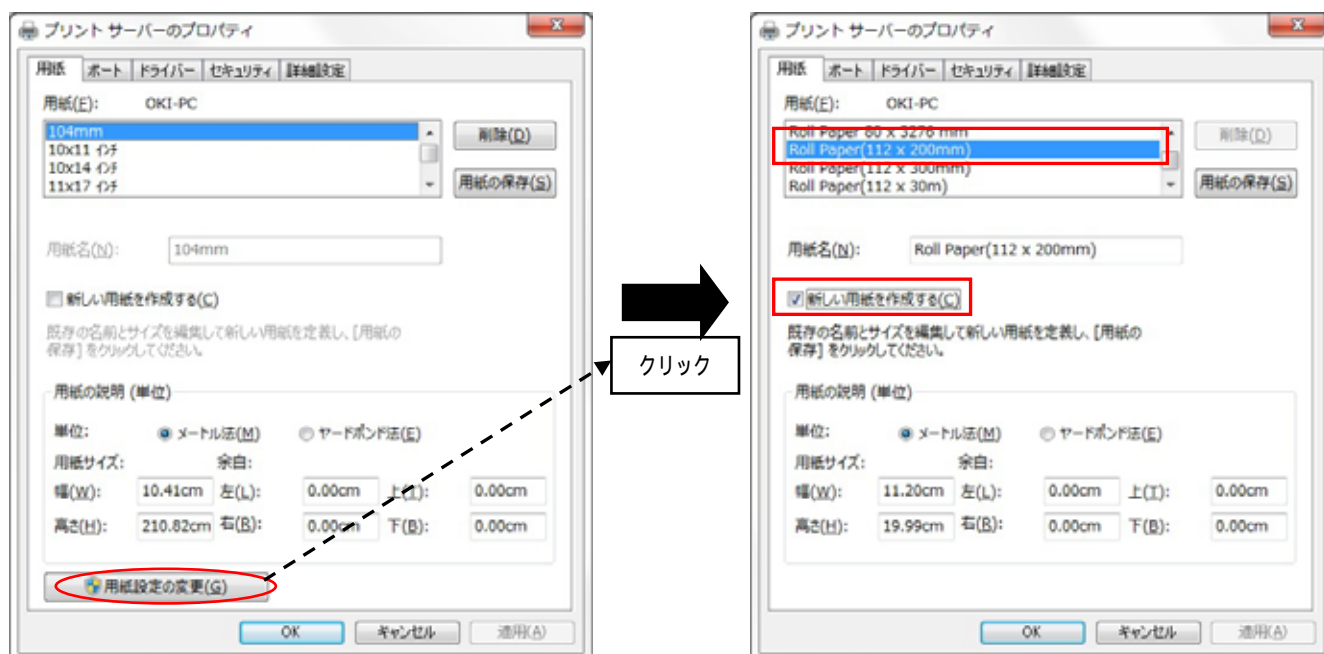 プリント サーバーのプロパティ
用紙 ポート ドライバー セキュリティ 詳細設定
用紙(F): OKI-PC
104mm
10x11 インチ
10x14 インチ
11x17 インチ
削除(D)
用紙の保存(S)
用紙名(N): 104mm
新しい用紙を作成する(C)
既存の名前とサイズを編集して新しい用紙を定義し、[用紙の
保存] をクリックしてください。
用紙の説明 (単位)
単位: メートル法(M) ヤードポンド法(E)
用紙サイズ: 余白:
幅(W): 10.41cm 左(L): 0.00cm 上(T): 0.00cm
高さ(H): 210.82cm 右(R): 0.00cm 下(B): 0.00cm
用紙設定の変更(G)
OK キャンセル 適用(A)
クリック
プリント サーバーのプロパティ
用紙 ポート ドライバー セキュリティ 詳細設定
用紙(F): OKI-PC
Roll Paper 80 x 3276 mm
Roll Paper(112 x 200mm)
Roll Paper(112 x 300mm)
Roll Paper(112 x 30m)
削除(D)
用紙の保存(S)
用紙名(N): Roll Paper(112 x 200mm)
新しい用紙を作成する(C)
既存の名前とサイズを編集して新しい用紙を定義し、[用紙の
保存] をクリックしてください。
用紙の説明 (単位)
単位: メートル法(M) ヤードポンド法(E)
用紙サイズ: 余白:
幅(W): 11.20cm 左(L): 0.00cm 上(T): 0.00cm
高さ(H): 19.99cm 右(R): 0.00cm 下(B): 0.00cm
OK キャンセル 適用(A)